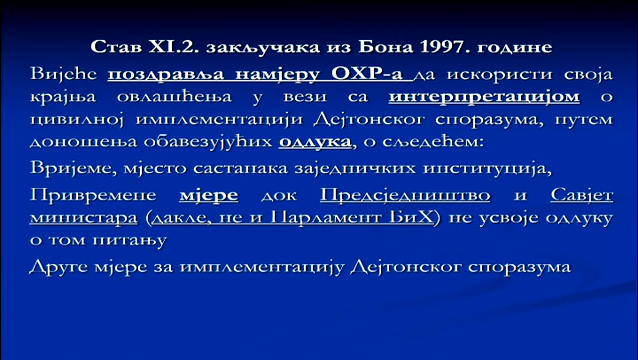 Став XI.2. закључака из Бона 1997. године
Вијеће поздравља намјеру ОХР-а да искористи своја
крајња овлашћења у вези са интерпретацијом о
цивилној имплементацији Дејтонског споразума, путем
доношења обавезујућих одлука, о сљедећем:
Вријеме, мјесто састанака заједничких институција,
Привремене мјере док Предсједништво и Савјет
министара (дакле, не и Парламент БиХ) не усвоје одлуку
о том питању
Друге мјере за имплементацију Дејтонског споразума